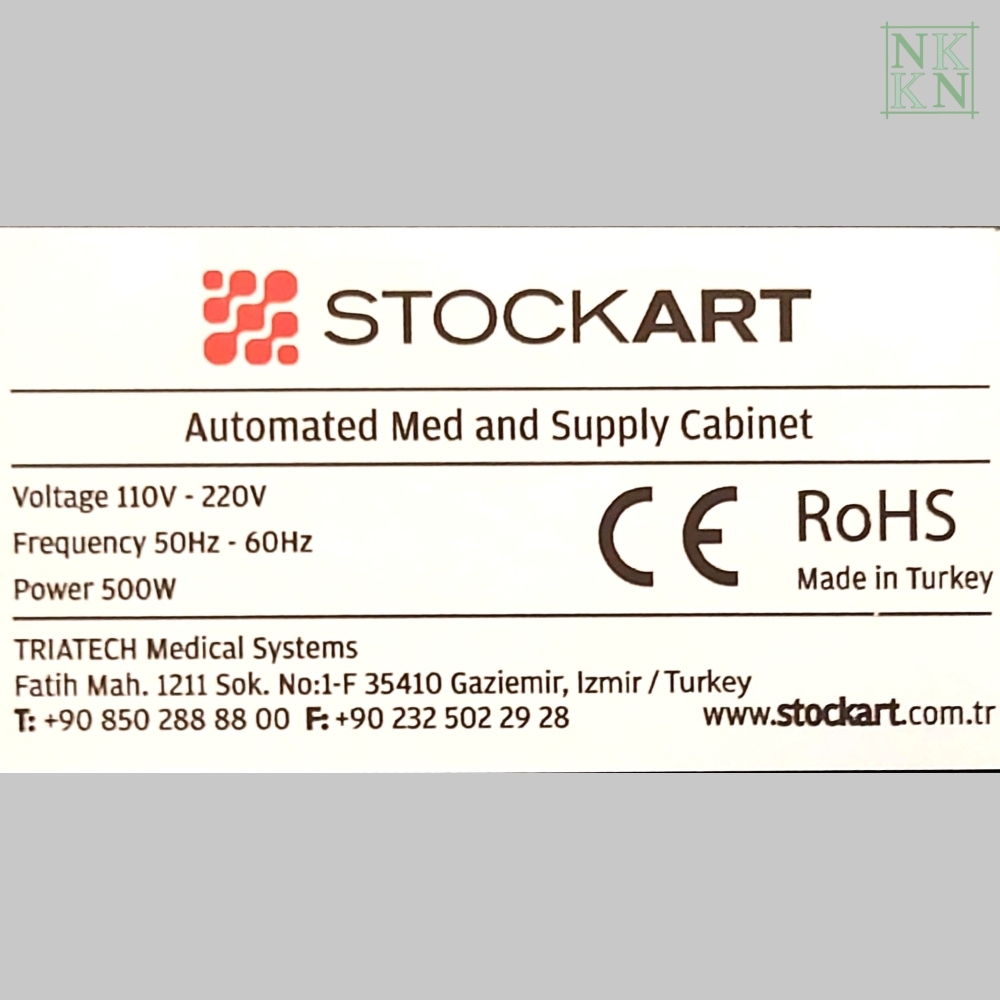 NK
KN
STOCKART
Automated Med and Supply Cabinet
Voltage 110V - 220V
Frequency 50Hz - 60Hz
Power 500W
CE
RoHS
Made in Turkey
TRIATECH Medical Systems
Fatih Mah. 1211 Sok. No:1-F 35410 Gaziemir, Izmir / Turkey
T: +90 850 288 88 00 F: +90 232 502 29 28
www.stockart.com.tr